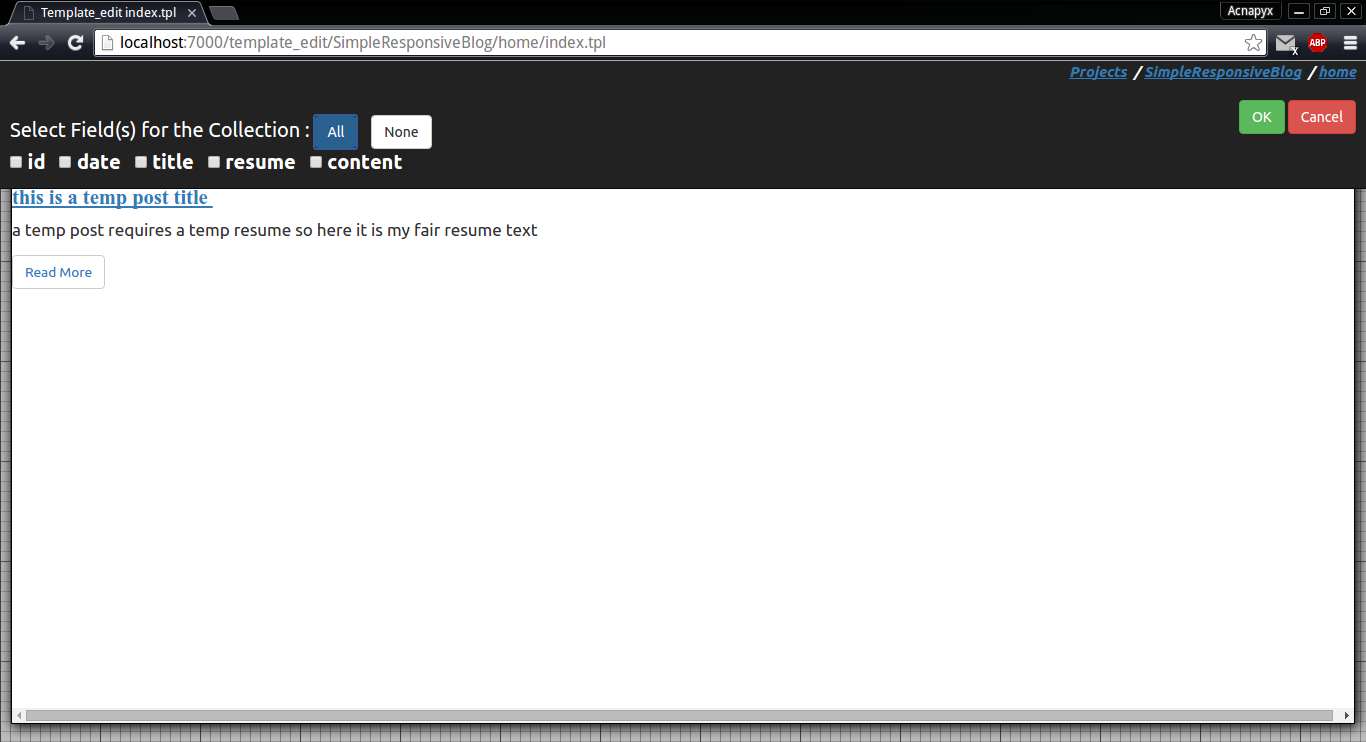 Template_edit index.tpl
Acnapyx
localhost:7000/template_edit/SimpleResponsiveBlog/home/index.tpl
x
ABP
Projects / SimpleResponsiveBlog / home
Select Field(s) for the Collection : All None
OK Cancel
id date title resume content
this is a temp post title
a temp post requires a temp resume so here it is my fair resume text
Read More